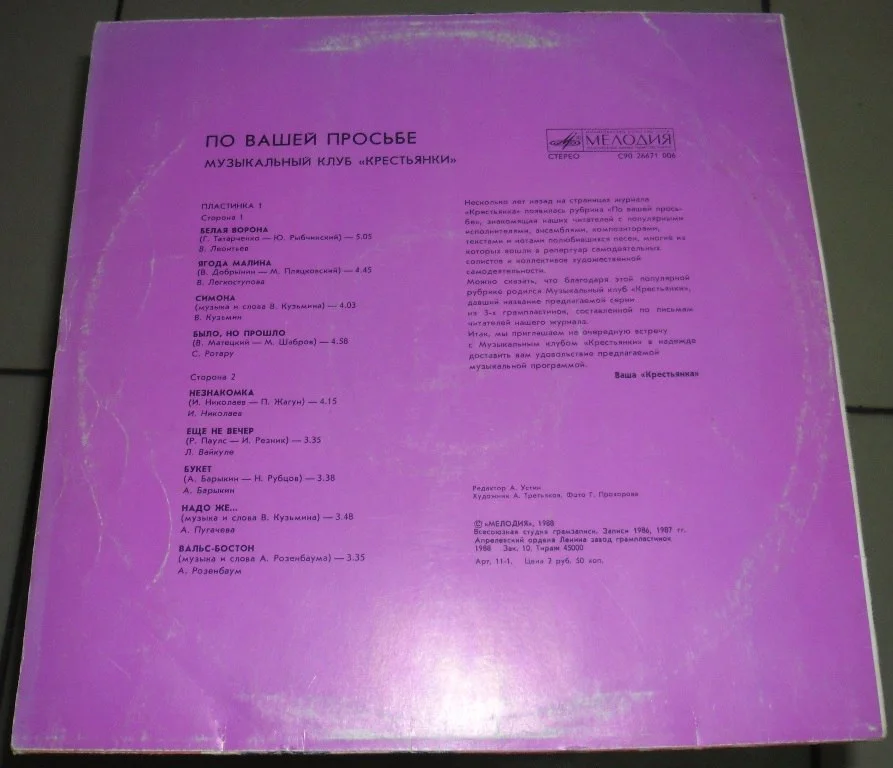 ПО ВАШЕЙ ПРОСЬБЕ
МУЗЫКАЛЬНЫЙ КЛУБ «КРЕСТЬЯНКИ»
МЕЛОДИЯ
СТЕРЕО С90 26671 006
ПЛАСТИНКА 1
Сторона 1
БЕЛАЯ ВОРОНА
(Г. Татарченко — Ю. Рыбчинский) — 5.05
В. Леонтьев
ЯГОДА МАЛИНА
(В. Добрынин — М. Пляцковский) — 4.45
В. Легкоступова
СИМОНА
(музыка и слова В. Кузьмина) — 4.03
В. Кузьмин
БЫЛО, НО ПРОШЛО
(В. Матецкий — М. Шабров) — 4.58
С. Ротару
Сторона 2
НЕЗНАКОМКА
(И. Николаев — П. Жагун) — 4.15
И. Николаев
ЕЩЕ НЕ ВЕЧЕР
(Р. Паулс — И. Резник) — 3.35
Л. Вайкуле
БУКЕТ
(А. Барыкин — Н. Рубцов) — 3.38
А. Барыкин
НАДО ЖЕ...
(музыка и слова В. Кузьмина) — 3.48
А. Пугачева
ВАЛЬС-БОСТОН
(музыка и слова А. Розенбаума) — 3.35
А. Розенбаум
Несколько лет назад на страницах журнала
«Крестьянка» появилась рубрика «По вашей прось-
бе», знакомящая наших читателей с популярными
исполнителями, ансамблями, композиторами,
текстами и нотами полюбившихся песен, многие из
которых вошли в репертуар самодеятельных
солистов и коллективов художественной
самодеятельности.
Можно сказать, что благодаря этой популярной
рубрике родился Музыкальный клуб «Крестьянки»,
давший название предлагаемой серии
из 3-х грампластинок, составленной по письмам
читателей нашего журнала.
Итак, мы приглашаем на очередную встречу
с Музыкальным клубом «Крестьянки» в надежде
доставить вам удовольствие предлагаемой
музыкальной программой.
Ваша «Крестьянка»
Редактор А. Устин
Художник А. Третьяков, Фото Г. Прохорова
© «МЕЛОДИЯ», 1988
Всесоюзная студия грамзаписи. Записи 1986, 1987 гг.
Апрелевский ордена Ленина завод грампластинок
1988 Зак. 10. Тираж 45000
Арт. 11-1. Цена 2 руб. 50 коп.